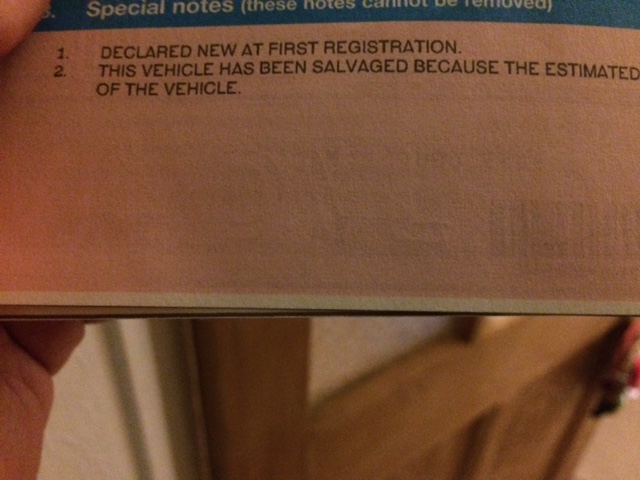 Special notes (these notes cannot be removed)
1. DECLARED NEW AT FIRST REGISTRATION.
2. THIS VEHICLE HAS BEEN SALVAGED BECAUSE THE ESTIMATED
OF THE VEHICLE.